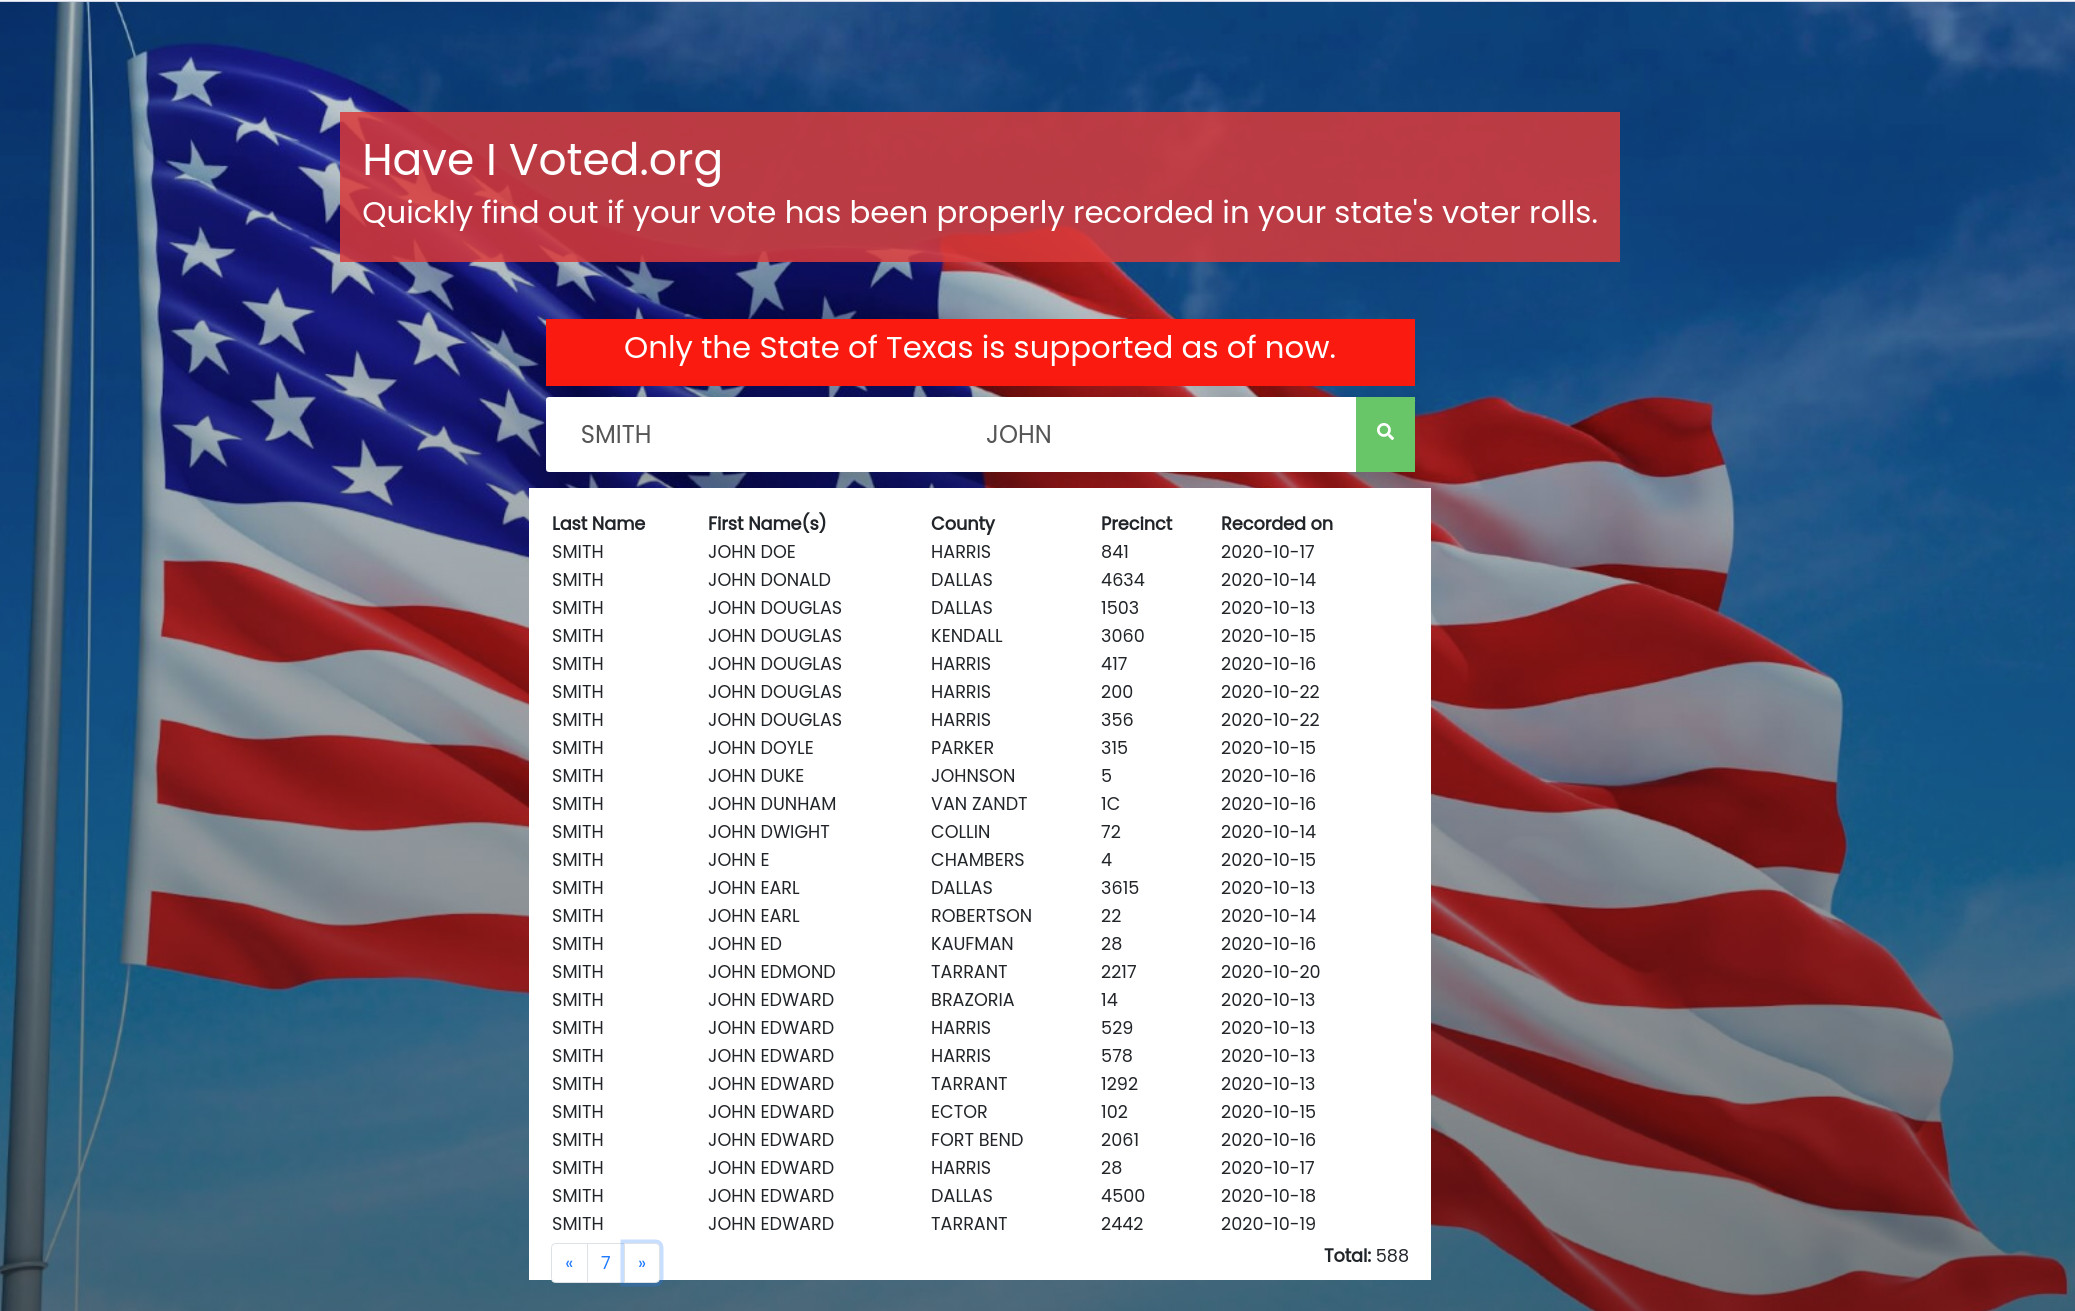 Have I Voted.org
Quickly find out if your vote has been properly recorded in your state's voter rolls.
Only the State of Texas is supported as of now.
SMITH JOHN
Last Name First Name(s) County Precinct Recorded on
SMITH JOHN DOE HARRIS 841 2020-10-17
SMITH JOHN DONALD DALLAS 4634 2020-10-14
SMITH JOHN DOUGLAS DALLAS 1503 2020-10-13
SMITH JOHN DOUGLAS KENDALL 3060 2020-10-15
SMITH JOHN DOUGLAS HARRIS 417 2020-10-16
SMITH JOHN DOUGLAS HARRIS 200 2020-10-22
SMITH JOHN DOUGLAS HARRIS 356 2020-10-22
SMITH JOHN DOYLE PARKER 315 2020-10-15
SMITH JOHN DUKE JOHNSON 5 2020-10-16
SMITH JOHN DUNHAM VAN ZANDT 1C 2020-10-16
SMITH JOHN DWIGHT COLLIN 72 2020-10-14
SMITH JOHN E CHAMBERS 4 2020-10-15
SMITH JOHN EARL DALLAS 3615 2020-10-13
SMITH JOHN EARL ROBERTSON 22 2020-10-14
SMITH JOHN ED KAUFMAN 28 2020-10-16
SMITH JOHN EDMOND TARRANT 2217 2020-10-20
SMITH JOHN EDWARD BRAZORIA 14 2020-10-13
SMITH JOHN EDWARD HARRIS 529 2020-10-13
SMITH JOHN EDWARD HARRIS 578 2020-10-13
SMITH JOHN EDWARD TARRANT 1292 2020-10-13
SMITH JOHN EDWARD ECTOR 102 2020-10-15
SMITH JOHN EDWARD FORT BEND 2061 2020-10-16
SMITH JOHN EDWARD HARRIS 28 2020-10-17
SMITH JOHN EDWARD DALLAS 4500 2020-10-18
SMITH JOHN EDWARD TARRANT 2442 2020-10-19
« 7 » Total: 588